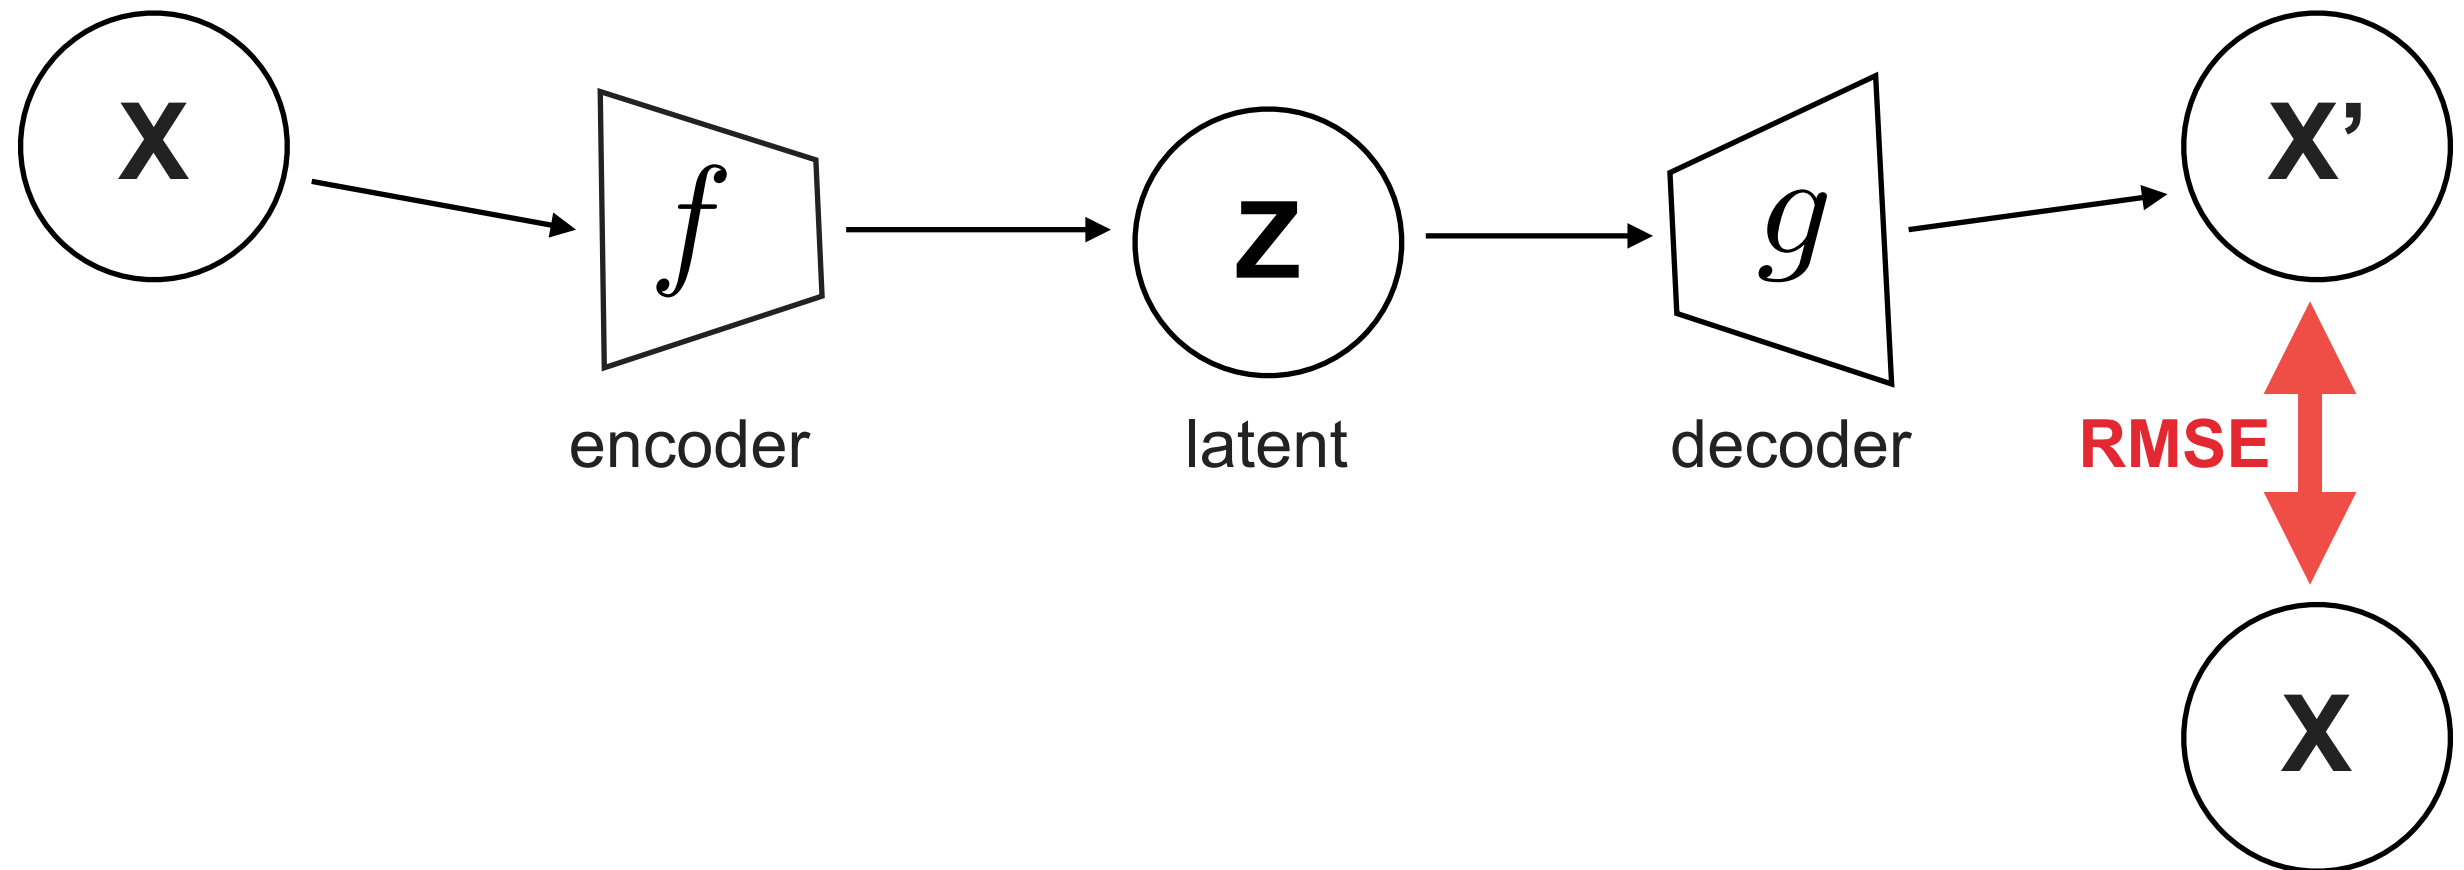 X
f
z
g
X’
encoder
latent
decoder
RMSE
X